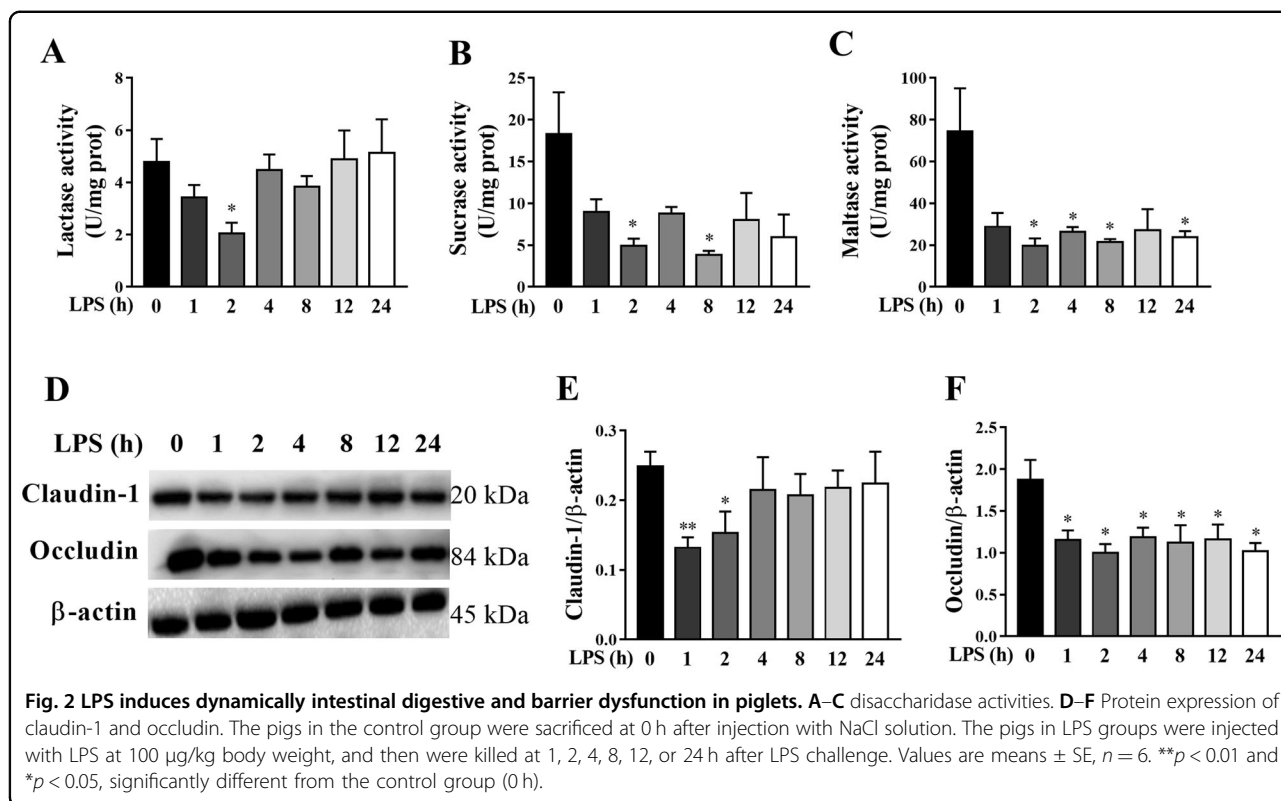 A
Lactase activity
(U/mg prot)
8
6
4
2
0
*
LPS (h) 0 1 2 4 8 12 24
B
Sucrase activity
(U/mg prot)
25
20
15
10
5
0
* *
LPS (h) 0 1 2 4 8 12 24
C
Maltase activity
(U/mg prot)
100
80
60
40
20
0
* * * *
LPS (h) 0 1 2 4 8 12 24
D
LPS (h) 0 1 2 4 8 12 24
Claudin-1 20 kDa
Occludin 84 kDa
β-actin 45 kDa
E
Claudin-1/β-actin
0.3
0.2
0.1
0.0
** *
LPS (h) 0 1 2 4 8 12 24
F
Occludin/β-actin
2.5
2.0
1.5
1.0
0.5
0.0
* * * * * *
LPS (h) 0 1 2 4 8 12 24
Fig. 2 LPS induces dynamically intestinal digestive and barrier dysfunction in piglets. A–C disaccharidase activities. D–F Protein expression of
claudin-1 and occludin. The pigs in the control group were sacrificed at 0 h after injection with NaCl solution. The pigs in LPS groups were injected
with LPS at 100 μg/kg body weight, and then were killed at 1, 2, 4, 8, 12, or 24 h after LPS challenge. Values are means ± SE, n = 6. **p < 0.01 and
*p < 0.05, significantly different from the control group (0 h).